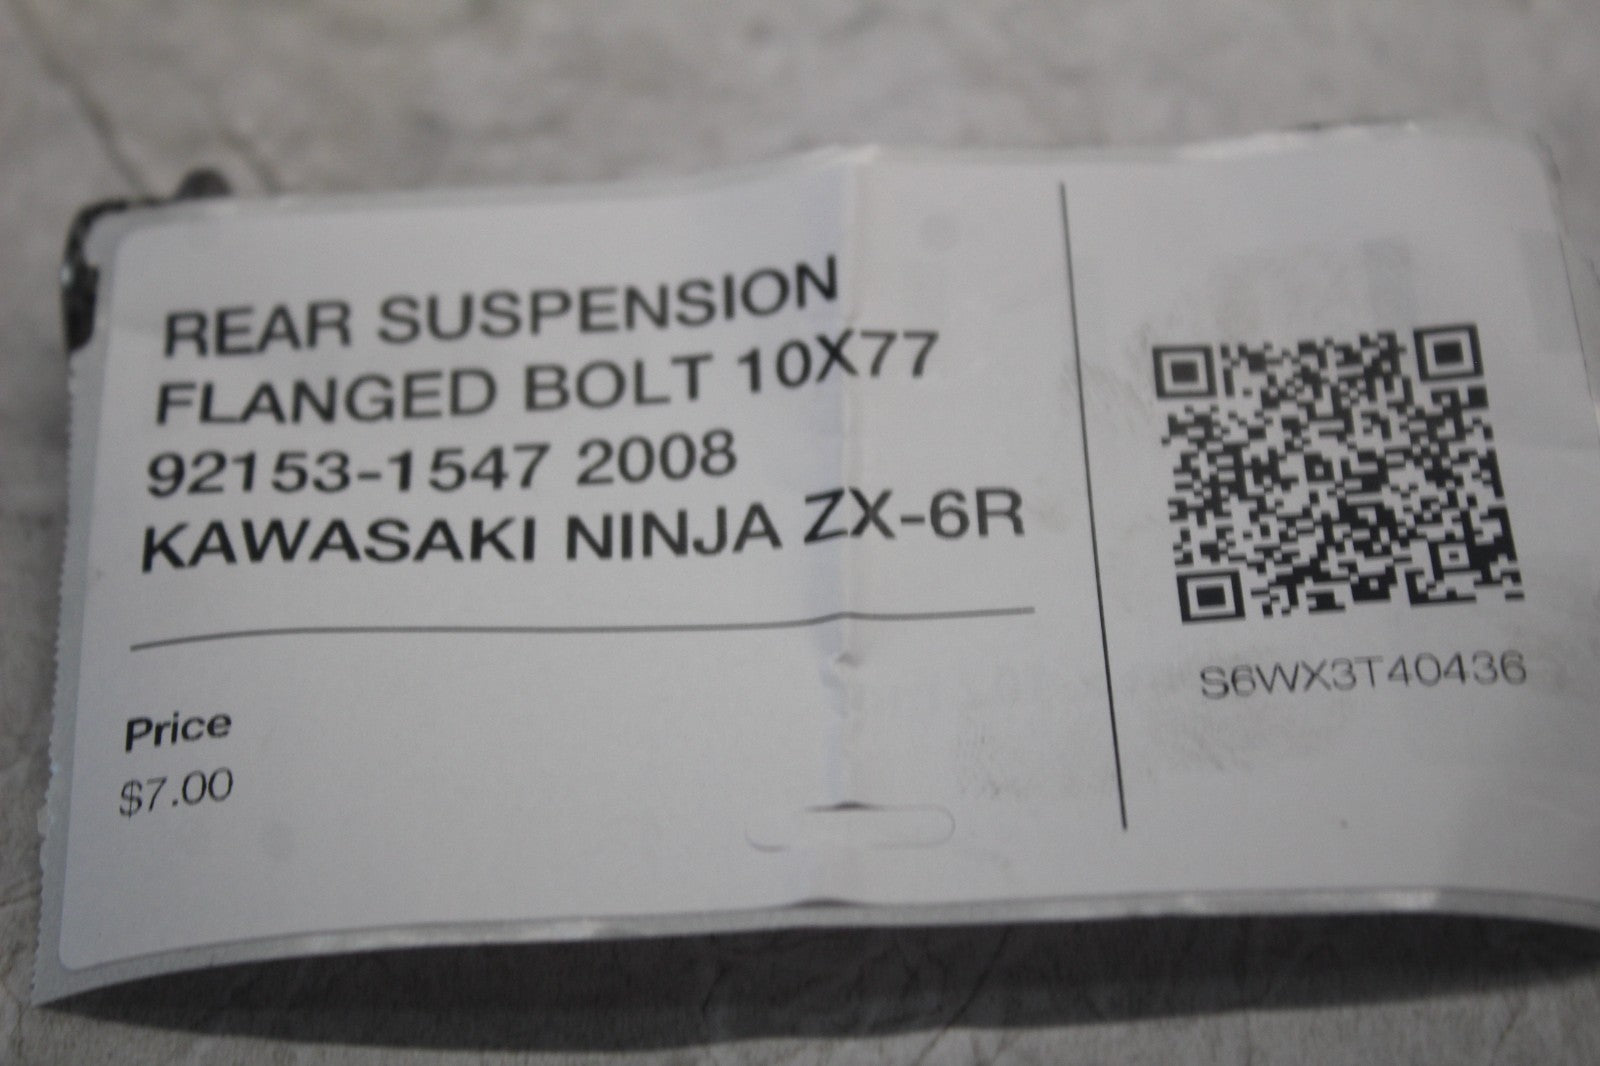 REAR SUSPENSION
FLANGED BOLT 10X77
92153-1547 2008
KAWASAKI NINJA ZX-6R
Price
$7.00
S6WX3T40436